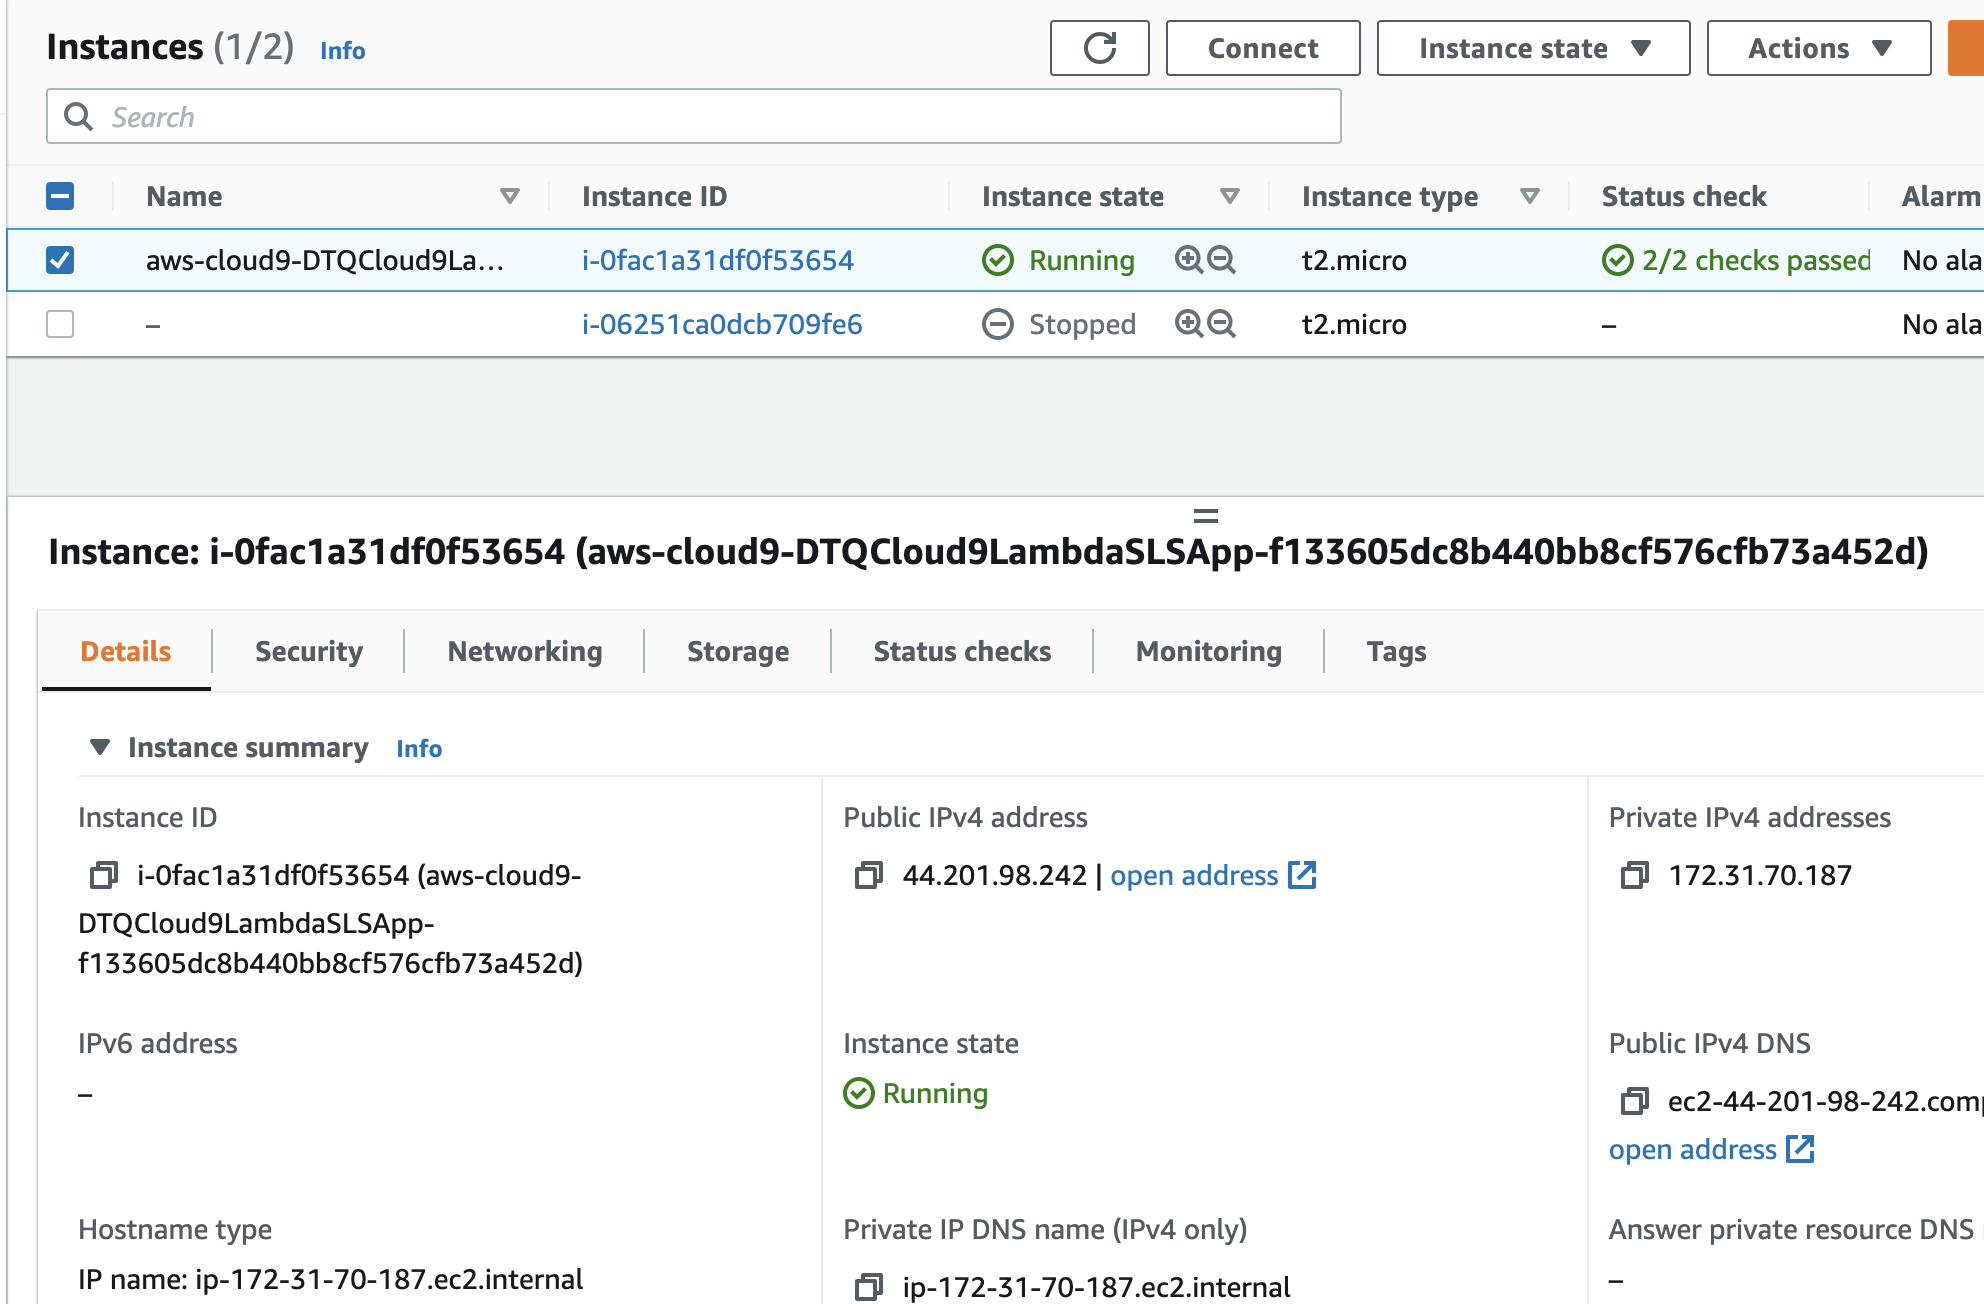 Instances (1/2) Info Connect Instance state Actions
Search
Name Instance ID Instance state Instance type Status check Alarm
aws-cloud9-DTQCloud9La... i-0fac1a31df0f53654 Running t2.micro 2/2 checks passed No ala
– i-06251ca0dcb709fe6 Stopped t2.micro – No ala
Instance: i-0fac1a31df0f53654 (aws-cloud9-DTQCloud9LambdaSLSApp-f133605dc8b440bb8cf576cfb73a452d)
Details Security Networking Storage Status checks Monitoring Tags
Instance summary Info
Instance ID Public IPv4 address Private IPv4 addresses
i-0fac1a31df0f53654 (aws-cloud9- 44.201.98.242 | open address 172.31.70.187
DTQCloud9LambdaSLSApp-
f133605dc8b440bb8cf576cfb73a452d)
IPv6 address Instance state Public IPv4 DNS
– Running ec2-44-201-98-242.com
open address
Hostname type Private IP DNS name (IPv4 only) Answer private resource DNS
IP name: ip-172-31-70-187.ec2.internal ip-172-31-70-187.ec2.internal –